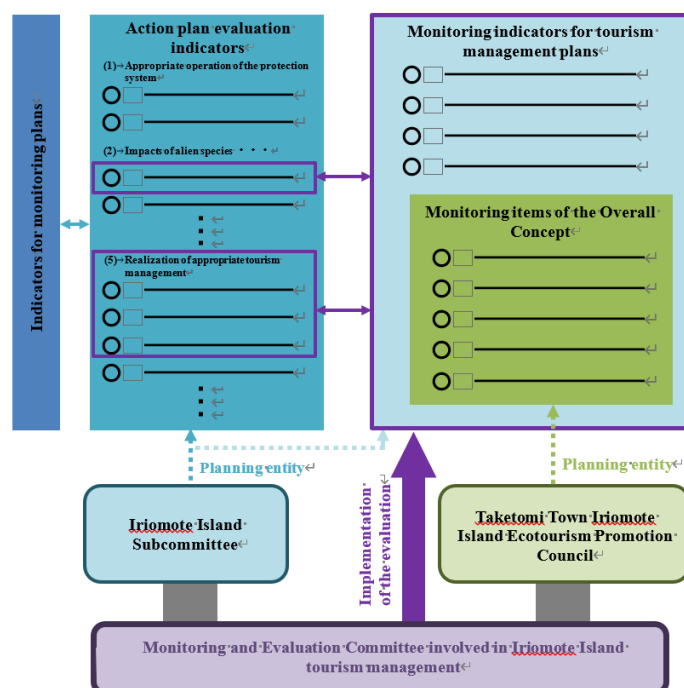 Indicators for monitoring plans
Action plan evaluation
indicators
(1)→Appropriate operation of the protection
system
(2)→Impacts of alien species・・・
(5)→Realization of appropriate tourism
management
Monitoring indicators for tourism
management plans
Monitoring items of the Overall
Concept
Planning entity
Planning entity
Implementation
of the evaluation
Iriomote Island
Subcommittee
Taketomi Town Iriomote
Island Ecotourism Promotion
Council
Monitoring and Evaluation Committee involved in Iriomote Island
tourism management